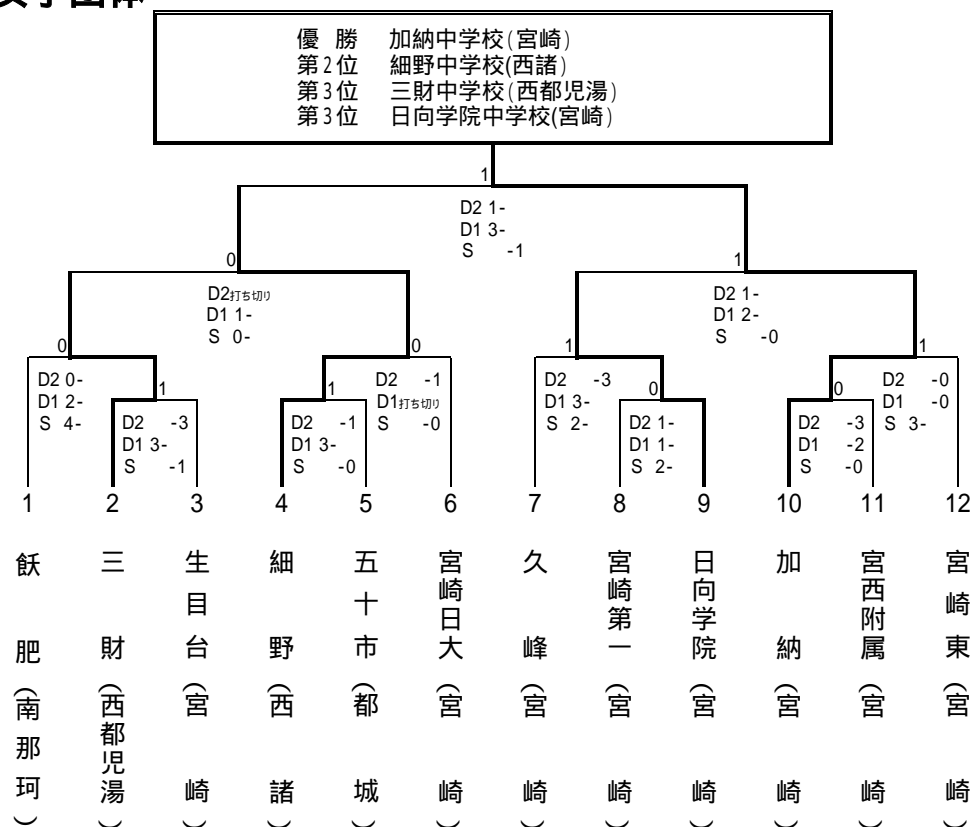 優 勝 加納中学校(宮崎)
第2位 細野中学校(西諸)
第3位 三財中学校(西都児湯)
第3位 日向学院中学校(宮崎)
1
D2 1-
D1 3-
S -1
0
1
D2打ち切り
D1 1-
S 0-
D2 1-
D1 2-
S -0
0
0
1
1
D2 0-
D1 2-
S 4-
1
D2 -3
D1 3-
S -1
1
D2 -1
D1 3-
S -0
D2 -1
D1打ち切り
S -0
D2 -3
D1 3-
S 2-
0
D2 1-
D1 1-
S 2-
0
D2 -3
D1 -2
S -0
D2 -0
D1 -0
S 3-
1 2 3 4 5 6 7 8 9 10 11 12
飫肥(南那珂)
三財(西都児湯)
生目台(宮崎)
細野(西諸)
五十市(都城)
宮崎日大(宮崎)
久峰(宮崎)
宮崎第一(宮崎)
日向学院(宮崎)
加納(宮崎)
宮西附属(宮崎)
宮崎東(宮崎)